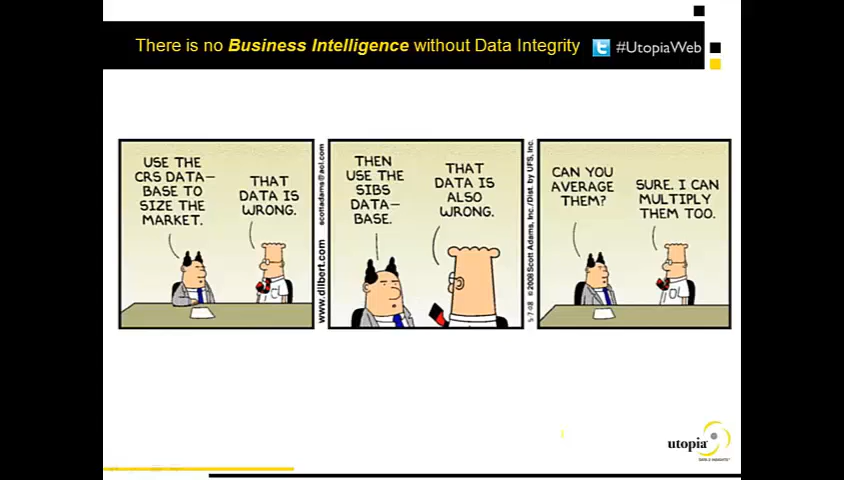 There is no Business Intelligence without Data Integrity
#UtopiaWeb
USE THE
CRS DATA-
BASE TO
SIZE THE
MARKET.
THAT
DATA IS
WRONG.
www.dilbert.com scottadams@aol.com
THEN
USE THE
SIBS
DATA-
BASE.
THAT
DATA IS
ALSO
WRONG.
5-7-08 ©2008 Scott Adams, Inc./Dist. by UFS, Inc.
CAN YOU
AVERAGE
THEM?
SURE. I CAN
MULTIPLY
THEM TOO.
utopia